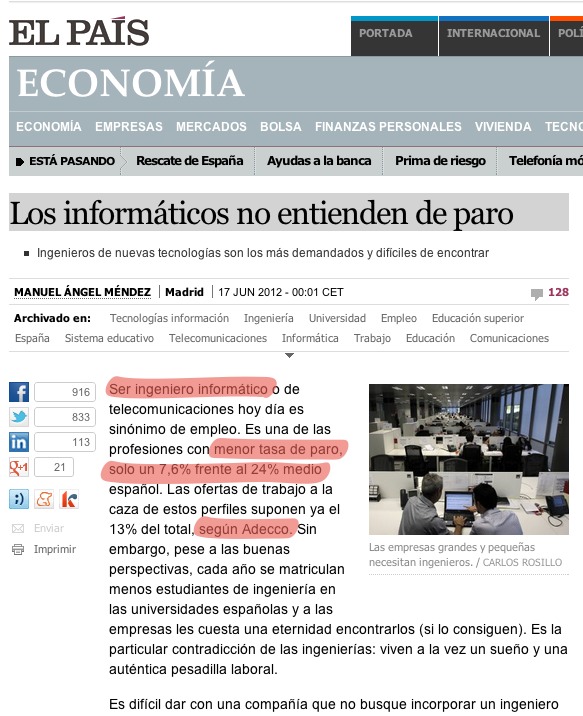 EL PAÍS
PORTADA
INTERNACIONAL
POLÍ
ECONOMÍA
ECONOMÍA EMPRESAS MERCADOS BOLSA FINANZAS PERSONALES VIVIENDA TECNO
ESTÁ PASANDO Rescate de España Ayudas a la banca Prima de riesgo Telefonía mó
Los informáticos no entienden de paro
Ingenieros de nuevas tecnologías son los más demandados y difíciles de encontrar
MANUEL ÁNGEL MÉNDEZ Madrid 17 JUN 2012 - 00:01 CET 128
Archivado en: Tecnologías información Ingeniería Universidad Empleo Educación superior
España Sistema educativo Telecomunicaciones Informática Trabajo Educación Comunicaciones
916
833
113
21
Enviar
Imprimir
Ser ingeniero informático o de
telecomunicaciones hoy día es
sinónimo de empleo. Es una de las
profesiones con menor tasa de paro,
solo un 7,6% frente al 24% medio
español. Las ofertas de trabajo a la
caza de estos perfiles suponen ya el
13% del total, según Adecco. Sin
embargo, pese a las buenas
perspectivas, cada año se matriculan
menos estudiantes de ingeniería en
las universidades españolas y a las
empresas les cuesta una eternidad encontrarlos (si lo consiguen). Es la
particular contradicción de las ingenierías: viven a la vez un sueño y una
auténtica pesadilla laboral.
Es difícil dar con una compañía que no busque incorporar un ingeniero
Las empresas grandes y pequeñas
necesitan ingenieros. / CARLOS ROSILLO